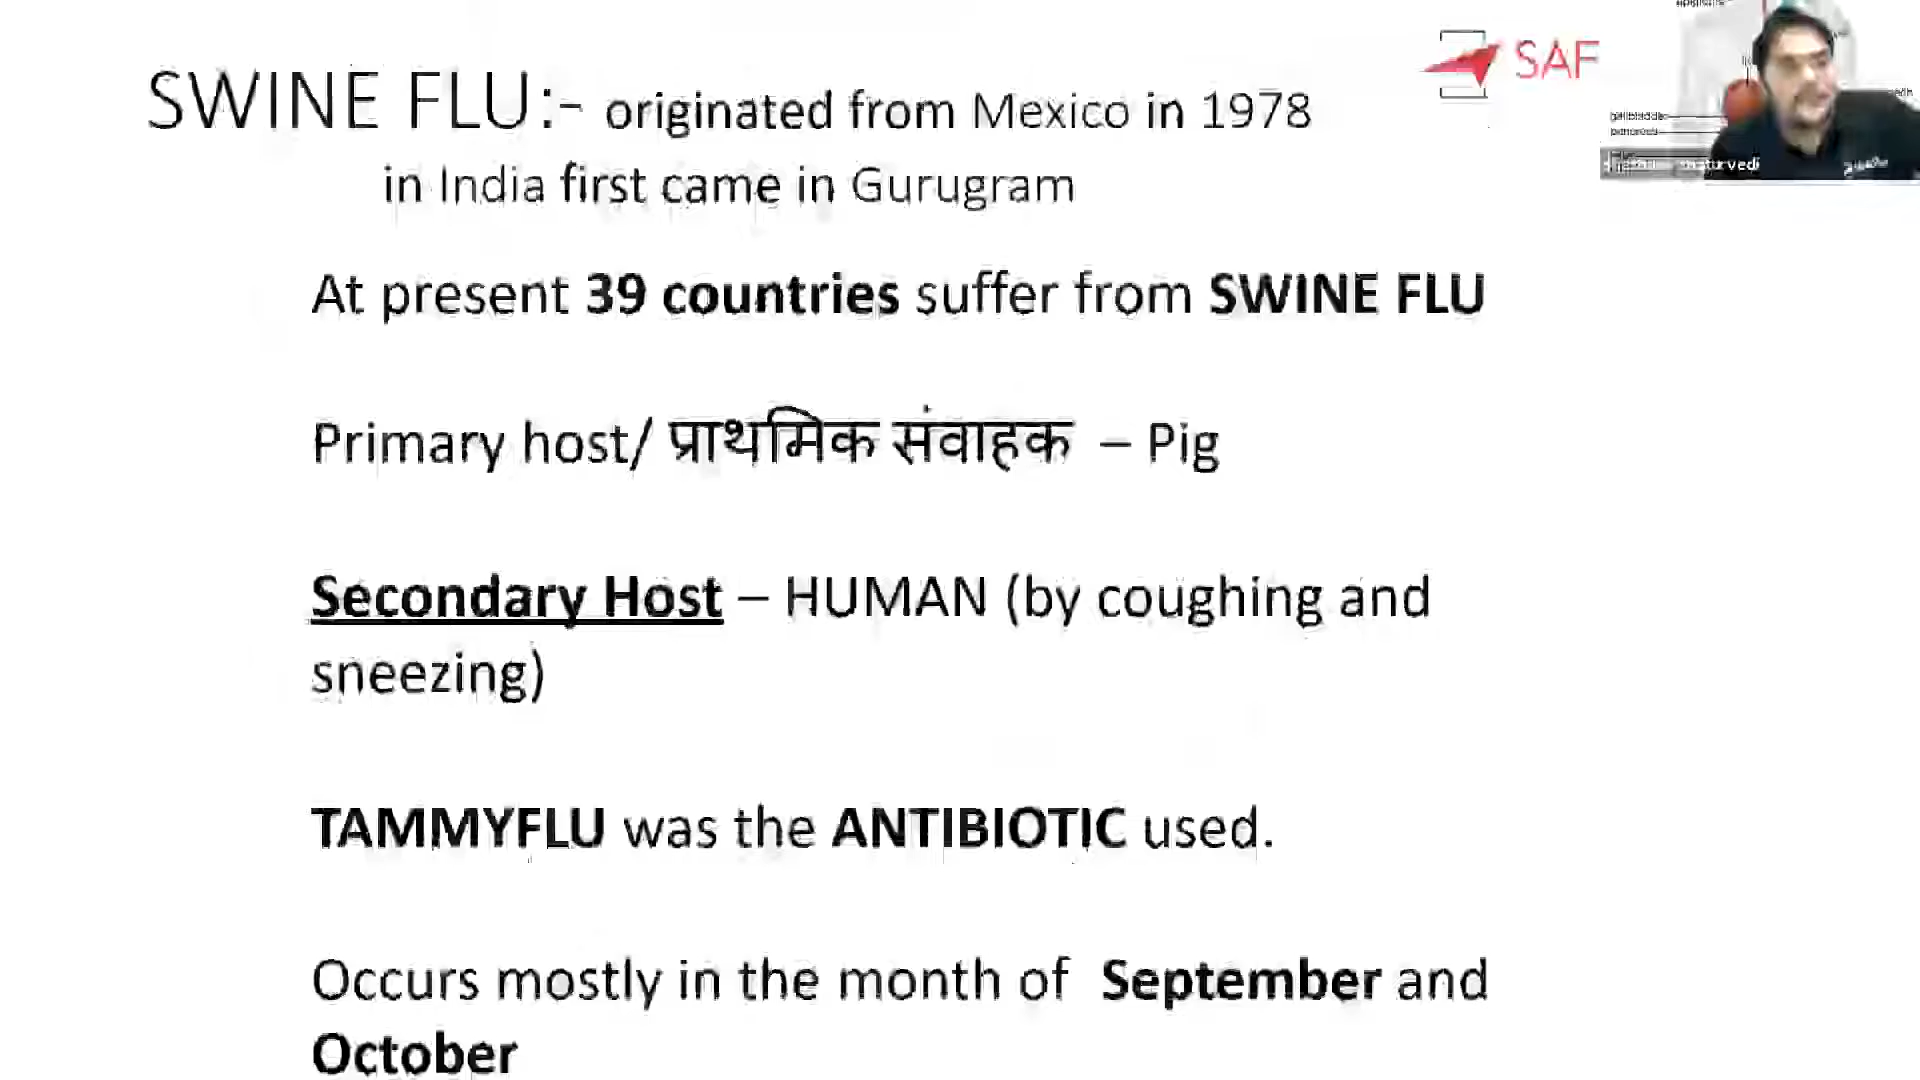 SWINE FLU:- originated from Mexico in 1978
in India first came in Gurugram
SAF
At present 39 countries suffer from SWINE FLU
Primary host/ प्राथमिक संवाहक – Pig
Secondary Host – HUMAN (by coughing and
sneezing)
TAMMYFLU was the ANTIBIOTIC used.
Occurs mostly in the month of September and
October